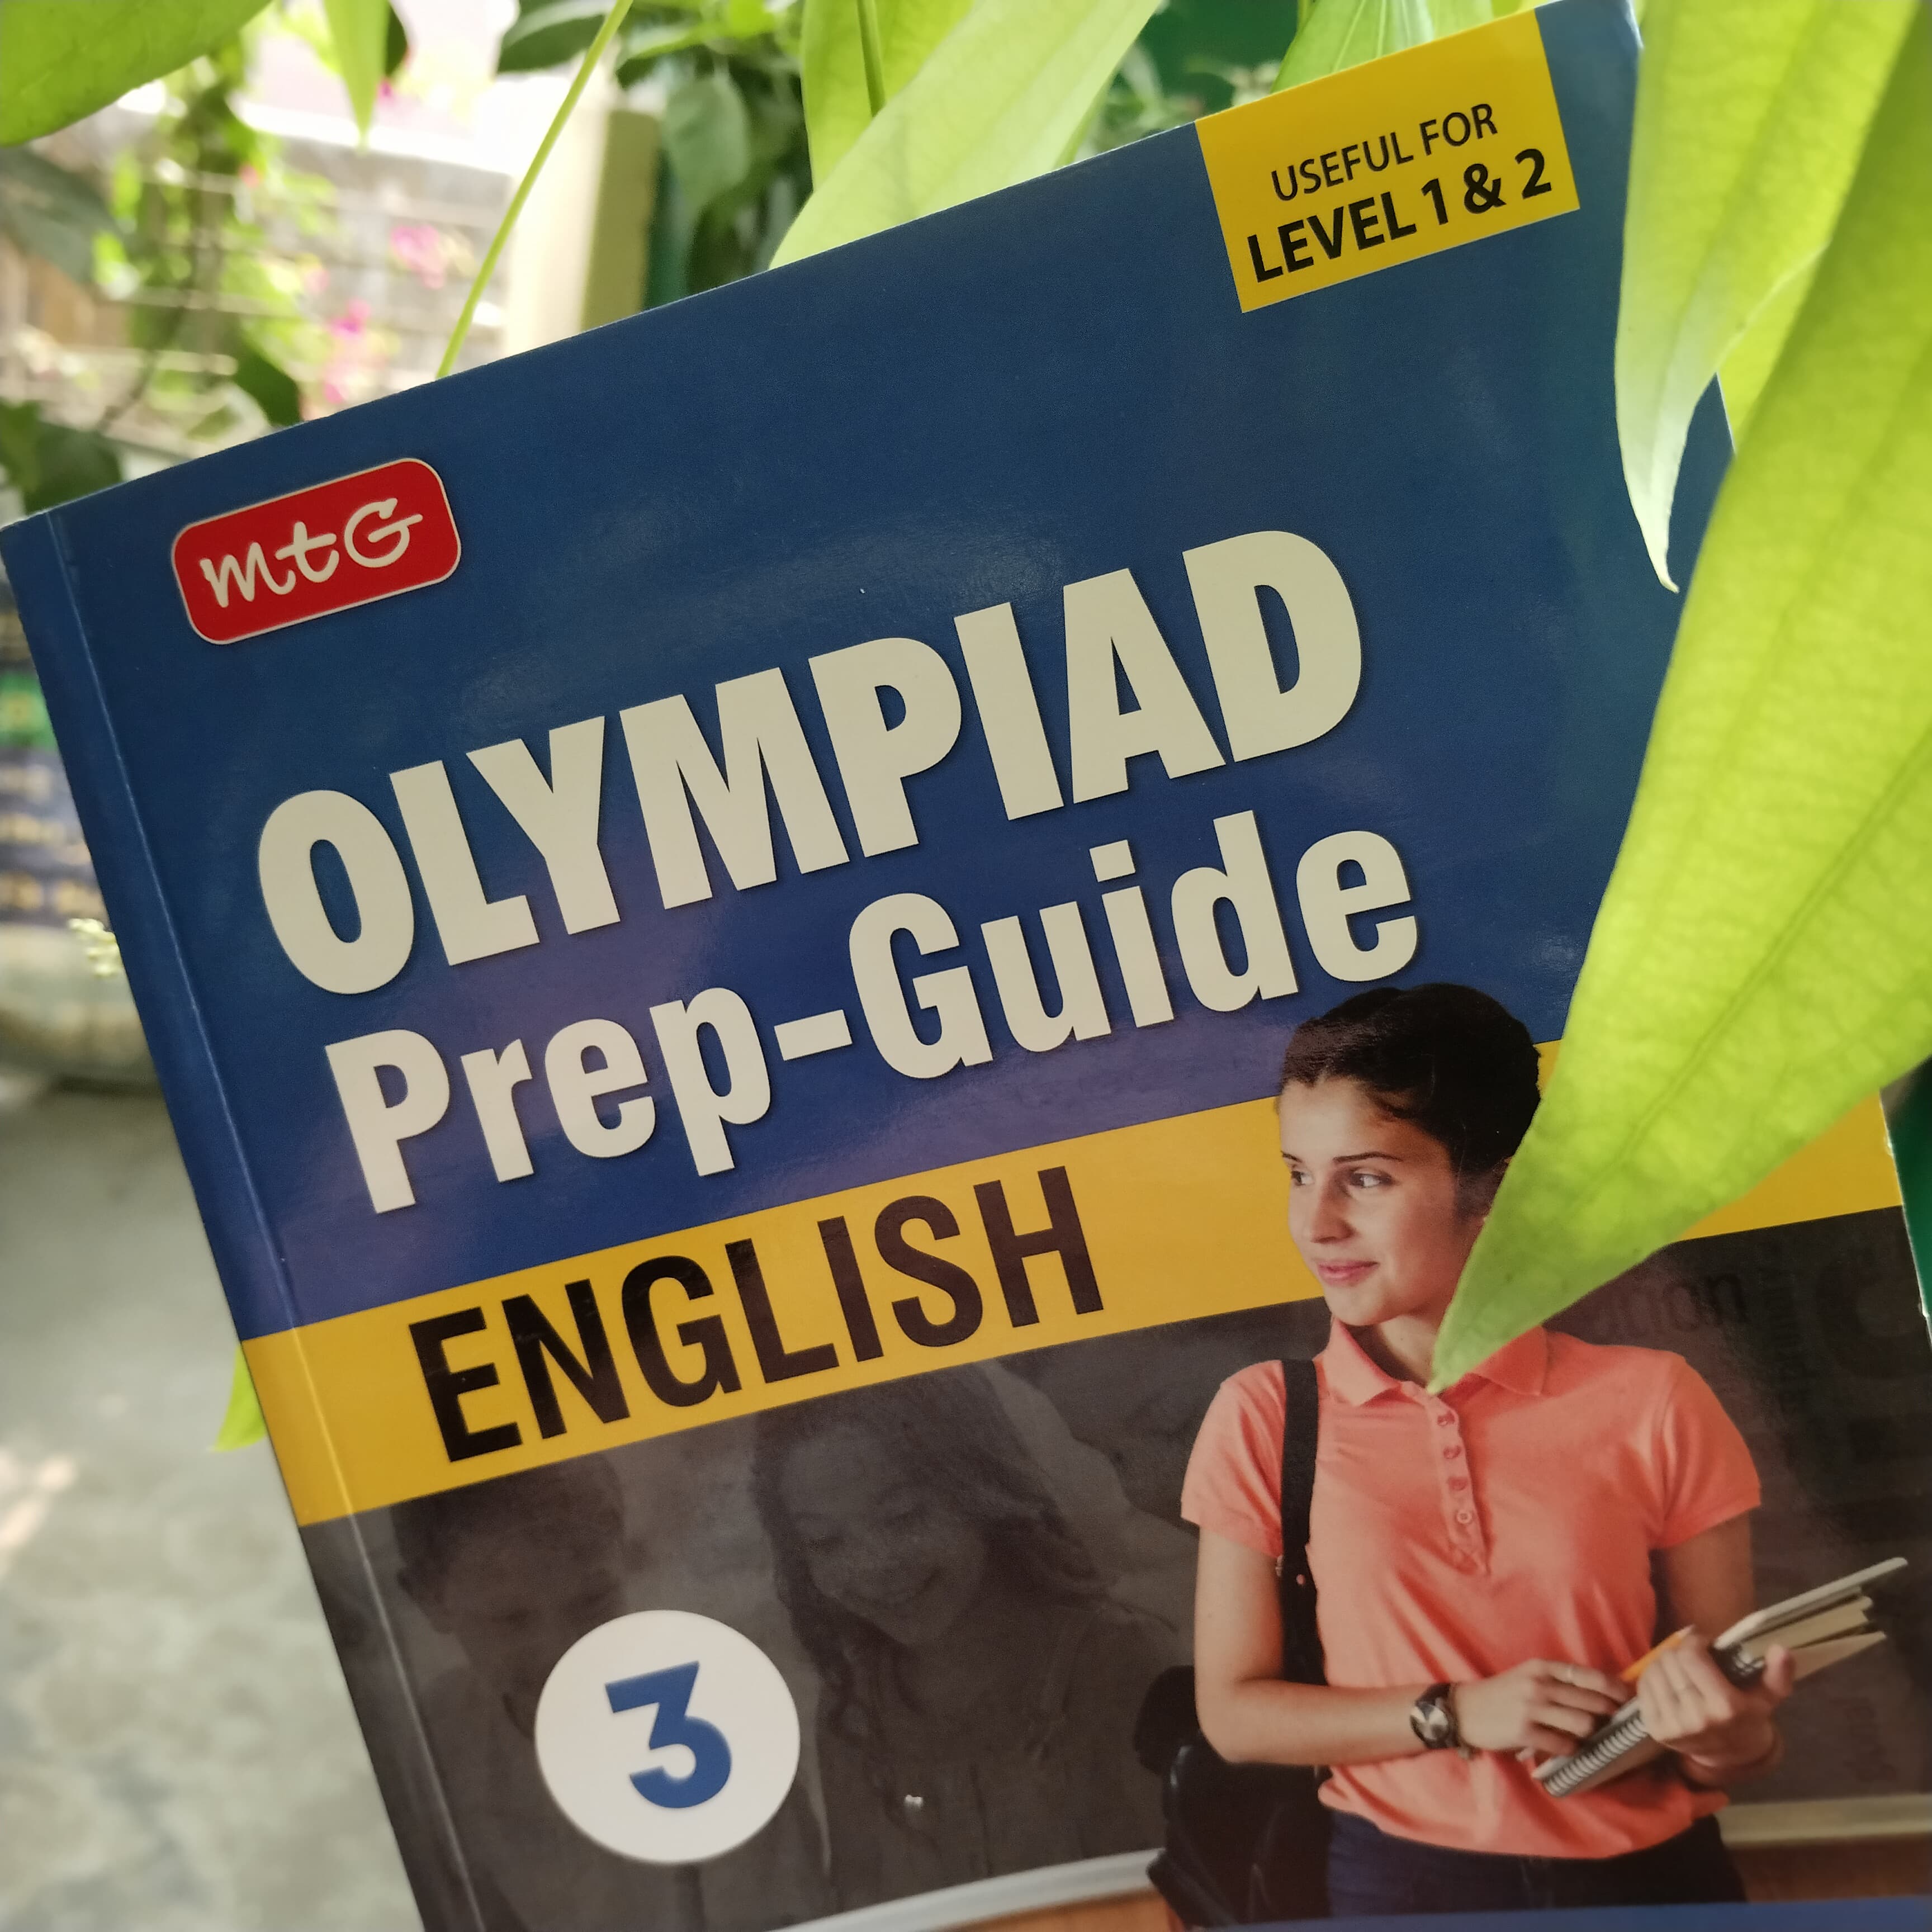 USEFUL FOR
LEVEL 1 & 2
mtG
OLYMPIAD
Prep-Guide
ENGLISH
3